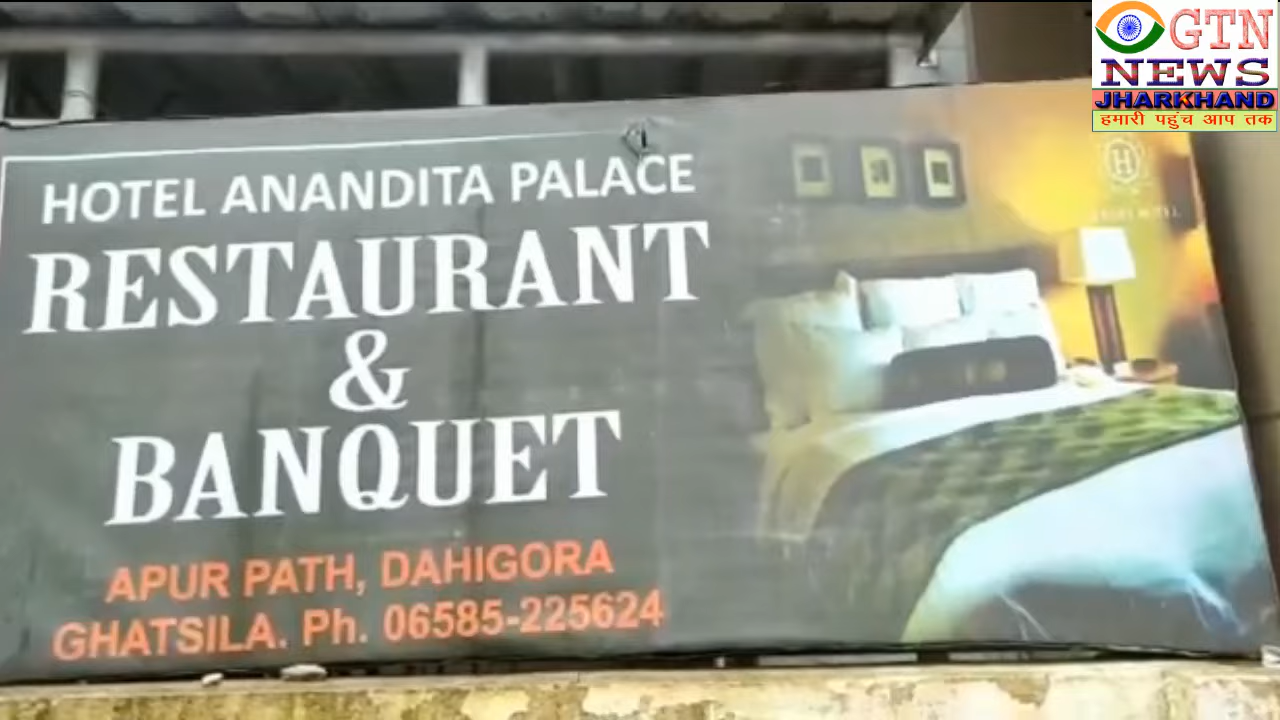 GTN
NEWS
JHARKHAND
हमारी पहुंच आप तक
HOTEL ANANDITA PALACE
RESTAURANT
&
BANQUET
APUR PATH, DAHIGORA
GHATSILA. Ph. 06585-225624
H